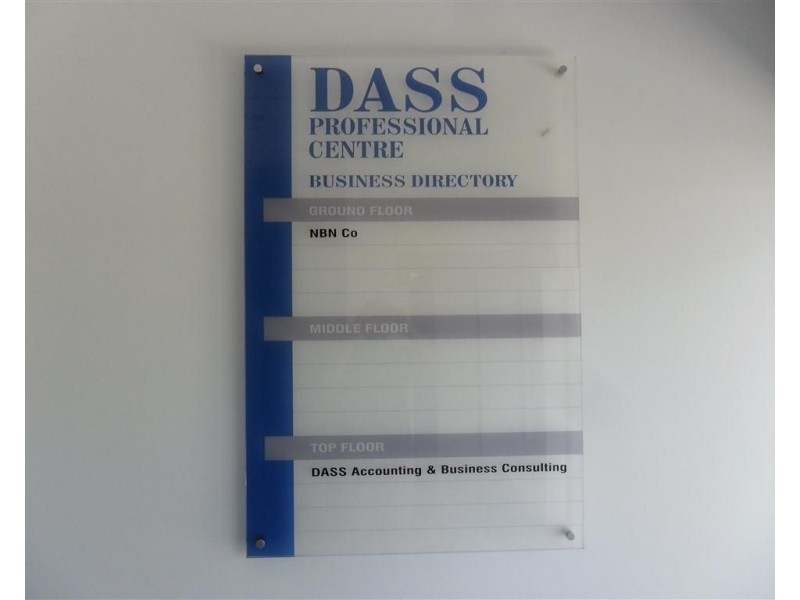 DASS
PROFESSIONAL
CENTRE
BUSINESS DIRECTORY
GROUND FLOOR
NBN Co
MIDDLE FLOOR
TOP FLOOR
DASS Accounting & Business Consulting